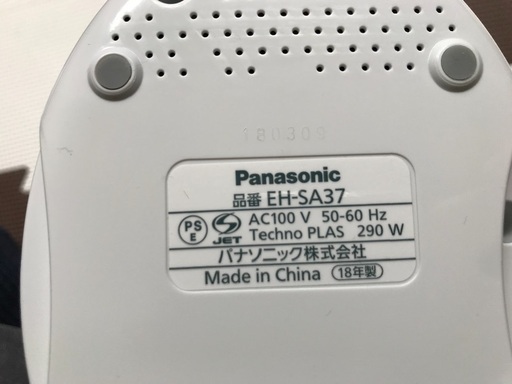 180303
Panasonic
品番 EH-SA37
PS E JET AC100 V 50-60 Hz
Techno PLAS 290 W
パナソニック株式会社
Made in China 18年製